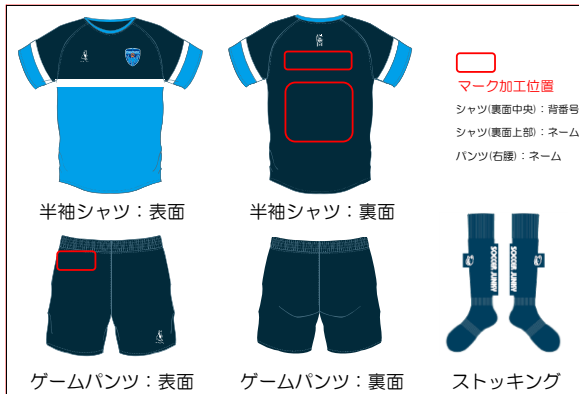 マーク加工位置
シャツ(裏面中央)：背番号
シャツ(裏面上部)：ネーム
パンツ(右腰)：ネーム
半袖シャツ：表面
半袖シャツ：裏面
SOCCER JUNKY
SOCCER JUNKY
ゲームパンツ：表面
ゲームパンツ：裏面
ストッキング